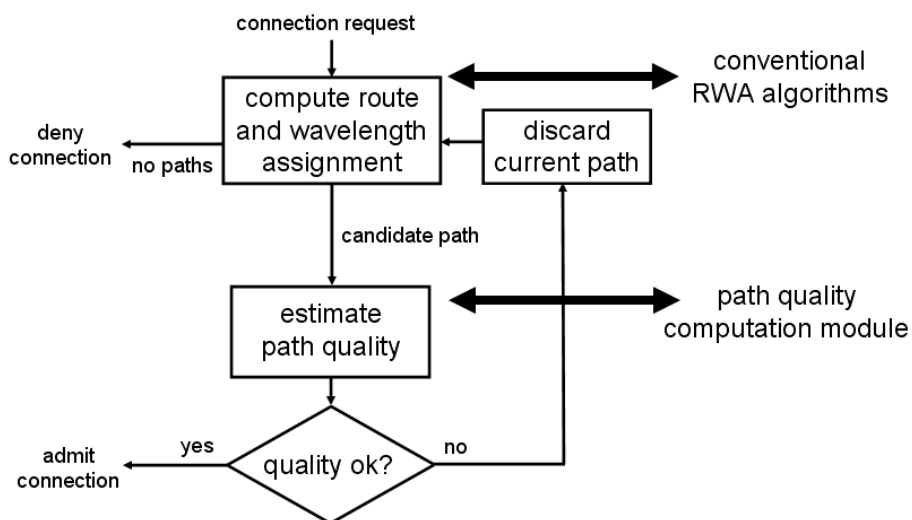 connection request
compute route
and wavelength
assignment
conventional
RWA algorithms
discard
current path
deny
connection
no paths
candidate path
estimate
path quality
path quality
computation module
quality ok?
yes
no
admit
connection